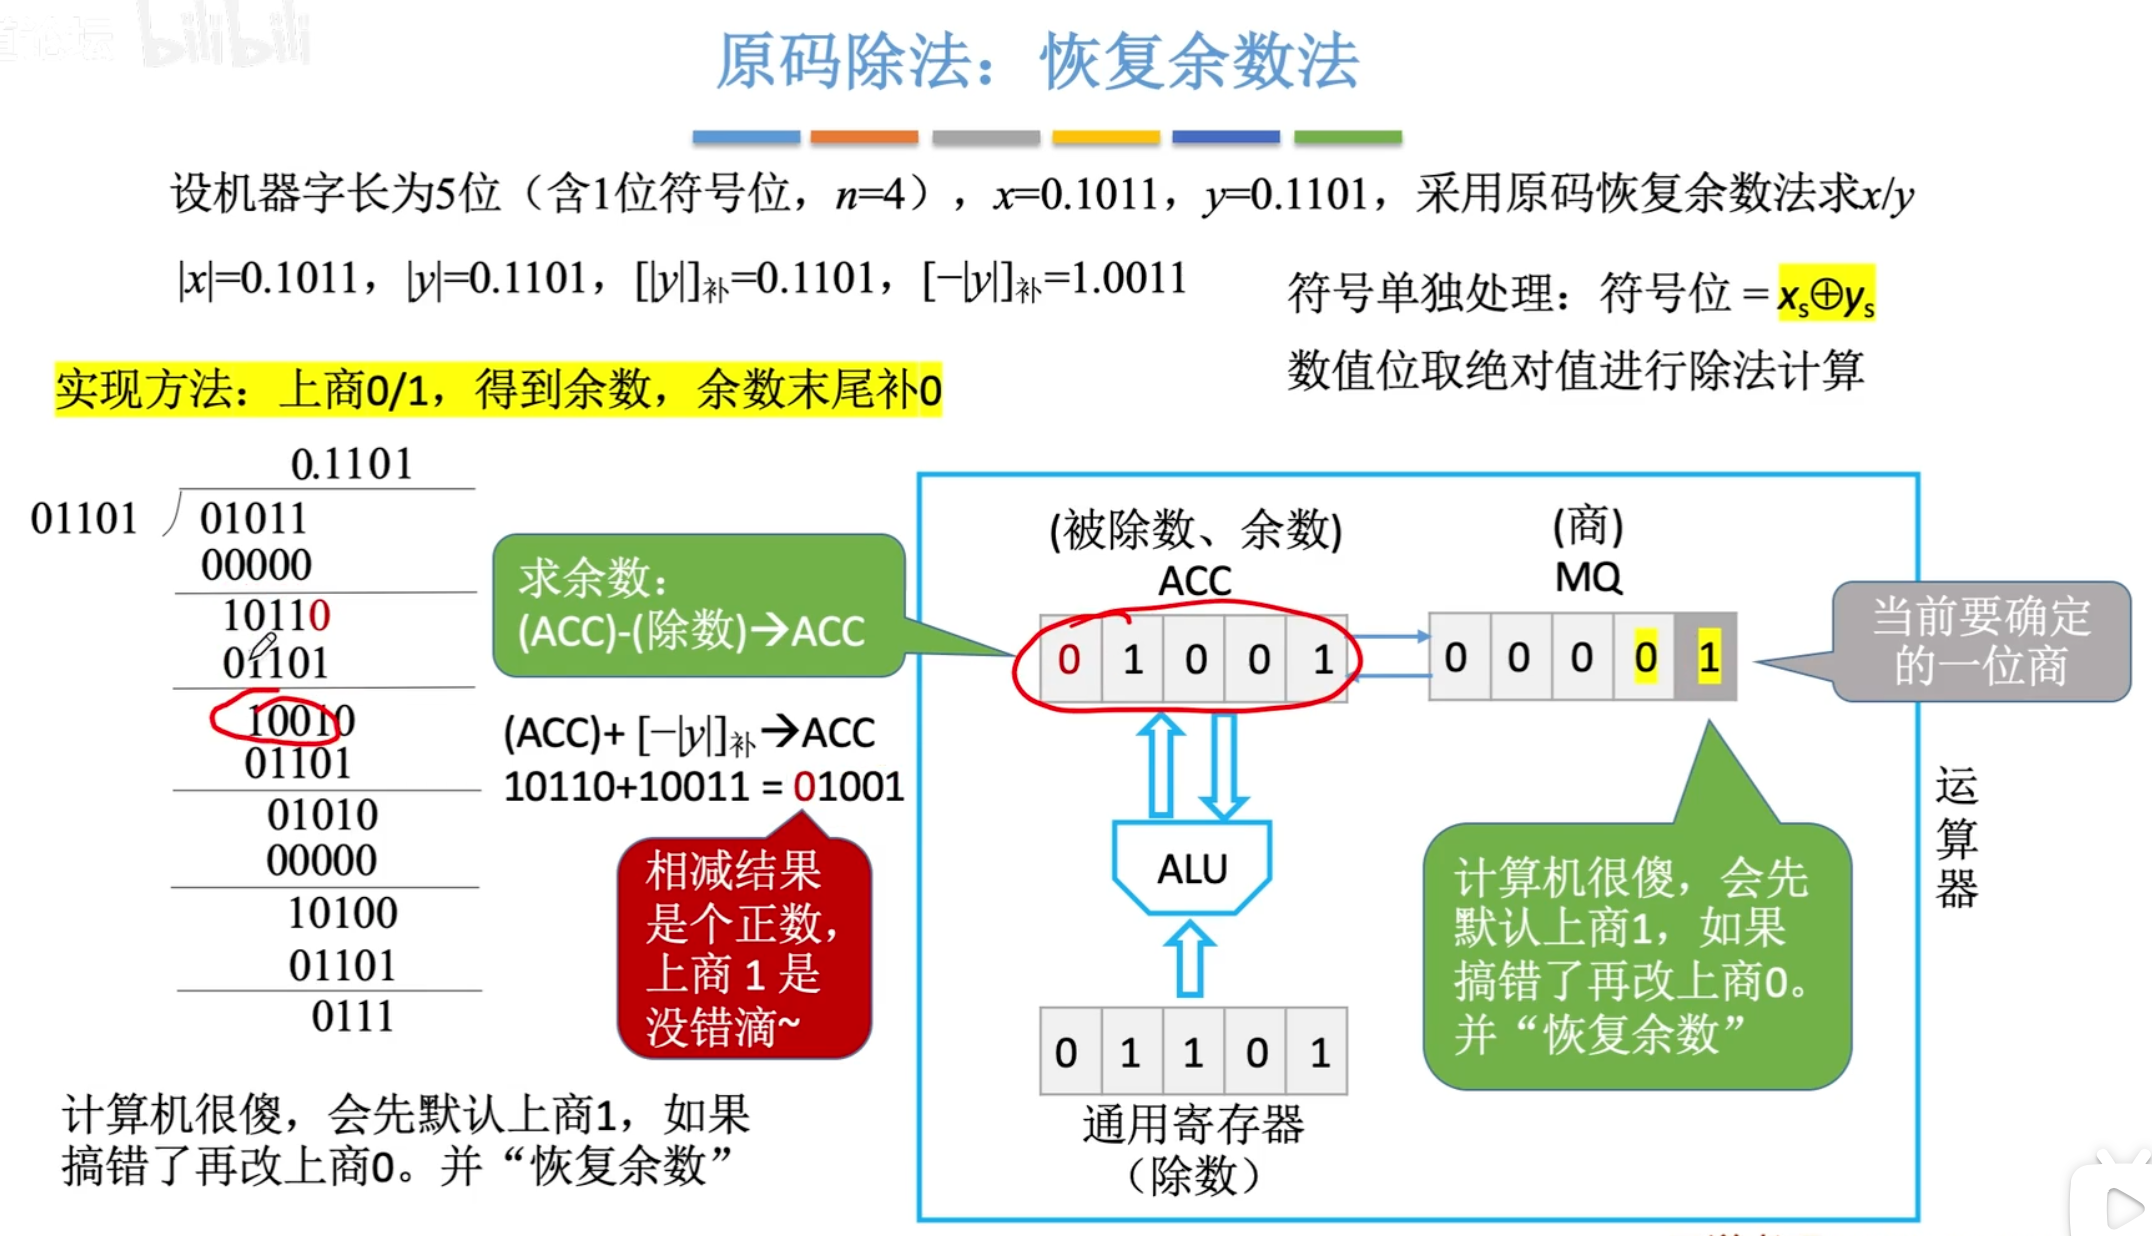 bilibili
原码除法：恢复余数法
设机器字长为5位（含1位符号位，n=4），x=0.1011，y=0.1101，采用原码恢复余数法求x/y
|x|=0.1011，|y|=0.1101，[|y|]补=0.1101，[−|y|]补=1.0011
符号单独处理：符号位 = xs⊕ys
数值位取绝对值进行除法计算
实现方法：上商0/1，得到余数，余数末尾补0
0.1101
01101
01011
00000
10110
01101
10010
01101
01010
00000
10100
01101
0111
求余数：
(ACC)-(除数)→ACC
(ACC)+ [−|y|]补→ACC
10110+10011 = 01001
相减结果
是个正数，
上商 1 是
没错滴~
计算机很傻，会先默认上商1，如果
搞错了再改上商0。并“恢复余数”
(被除数、余数)
ACC
0 1 0 0 1
(商)
MQ
0 0 0 0 1
当前要确定
的一位商
ALU
0 1 1 0 1
通用寄存器
（除数）
计算机很傻，会先
默认上商1，如果
搞错了再改上商0。
并“恢复余数”
运
算
器